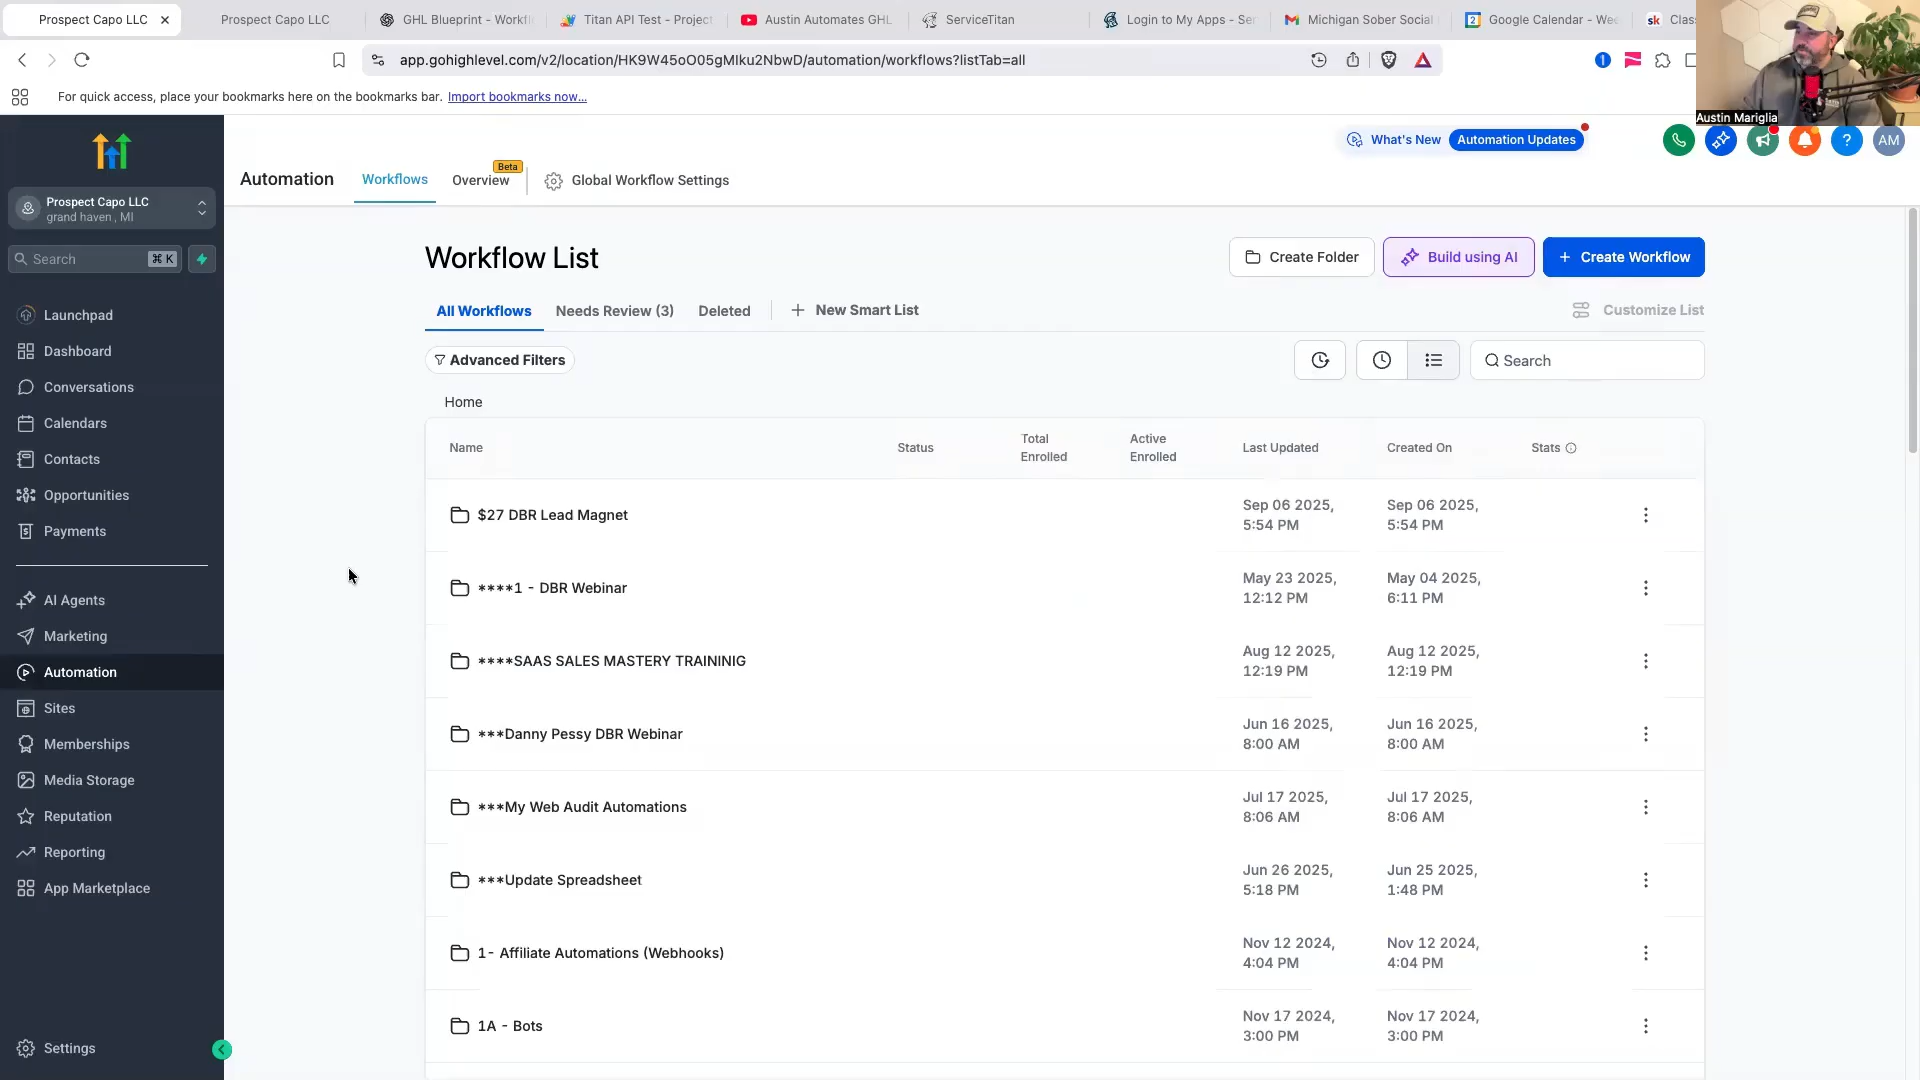 Prospect Capo LLC
Prospect Capo LLC
GHL Blueprint - Workfl
Titan API Test - Project
Austin Automates GHL
ServiceTitan
Login to My Apps - Ser
Michigan Sober Social
Google Calendar - Wee
Clas
app.gohighlevel.com/v2/location/HK9W45oO05gMIku2NbwD/automation/workflows?listTab=all
For quick access, place your bookmarks here on the bookmarks bar. Import bookmarks now...
Austin Mariglia
What's New
Automation Updates
AM
Automation
Workflows
Overview
Beta
Global Workflow Settings
Prospect Capo LLC
grand haven , MI
Search
⌘ K
Launchpad
Dashboard
Conversations
Calendars
Contacts
Opportunities
Payments
AI Agents
Marketing
Automation
Sites
Memberships
Media Storage
Reputation
Reporting
App Marketplace
Settings
Workflow List
Create Folder
Build using AI
+ Create Workflow
All Workflows
Needs Review (3)
Deleted
+ New Smart List
Customize List
Advanced Filters
Search
Home
Name
Status
Total
Enrolled
Active
Enrolled
Last Updated
Created On
Stats
$27 DBR Lead Magnet
Sep 06 2025,
5:54 PM
Sep 06 2025,
5:54 PM
****1 - DBR Webinar
May 23 2025,
12:12 PM
May 04 2025,
6:11 PM
****SAAS SALES MASTERY TRAININIG
Aug 12 2025,
12:19 PM
Aug 12 2025,
12:19 PM
***Danny Pessy DBR Webinar
Jun 16 2025,
8:00 AM
Jun 16 2025,
8:00 AM
***My Web Audit Automations
Jul 17 2025,
8:06 AM
Jul 17 2025,
8:06 AM
***Update Spreadsheet
Jun 26 2025,
5:18 PM
Jun 25 2025,
1:48 PM
1- Affiliate Automations (Webhooks)
Nov 12 2024,
4:04 PM
Nov 12 2024,
4:04 PM
1A - Bots
Nov 17 2024,
3:00 PM
Nov 17 2024,
3:00 PM